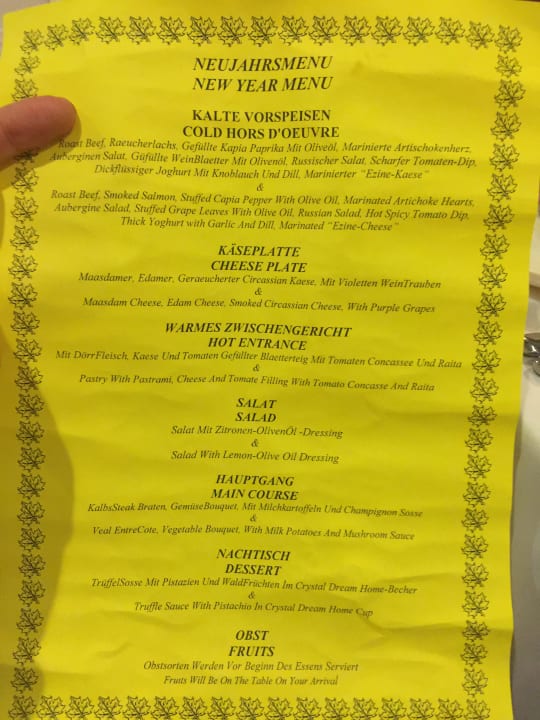 NEUJAHRSMENU
NEW YEAR MENU
KALTE VORSPEISEN
COLD HORS D'OEUVRE
Roast Beef, Raeucherlachs, Gefüllte Kapia Paprika Mit Oliveöl, Marinierte Artischokenherz,
Auberginen Salat, Güfüllte WeinBlaetter Mit Olivenöl, Russischer Salat, Scharfer Tomaten-Dip,
Dickflüssiger Joghurt Mit Knoblauch Und Dill, Marinierter "Ezine-Kaese"
&
Roast Beef, Smoked Salmon, Stuffed Capia Pepper With Olive Oil, Marinated Artichoke Hearts,
Aubergine Salad, Stuffed Grape Leaves With Olive Oil, Russian Salad, Hot Spicy Tomato Dip,
Thick Yoghurt with Garlic And Dill, Marinated "Ezine-Cheese"
KÄSEPLATTE
CHEESE PLATE
Maasdamer, Edamer, Geraeucherter Circassian Kaese, Mit Violetten WeinTrauben
&
Maasdam Cheese, Edam Cheese, Smoked Circassian Cheese, With Purple Grapes
WARMES ZWISCHENGERICHT
HOT ENTRANCE
Mit DörrFleisch, Kaese Und Tomaten Gefüllter Blaetterteig Mit Tomaten Concassee Und Raita
&
Pastry With Pastrami, Cheese And Tomate Filling With Tomato Concasse And Raita
SALAT
SALAD
Salat Mit Zitronen-OlivenÖl -Dressing
&
Salad With Lemon-Olive Oil Dressing
HAUPTGANG
MAIN COURSE
KalbsSteak Braten, GemüseBouquet, Mit Milchkartoffeln Und Champignon Sosse
&
Veal EntreCote, Vegetable Bouquet, With Milk Potatoes And Mushroom Sauce
NACHTISCH
DESSERT
TrüffelSosse Mit Pistazien Und WaldFrüchten Im Crystal Dream Home-Becher
&
Truffle Sauce With Pistachio In Crystal Dream Home Cup
OBST
FRUITS
Obstsorten Werden Vor Beginn Des Essens Serviert
Fruits Will Be On The Table On Your Arrival